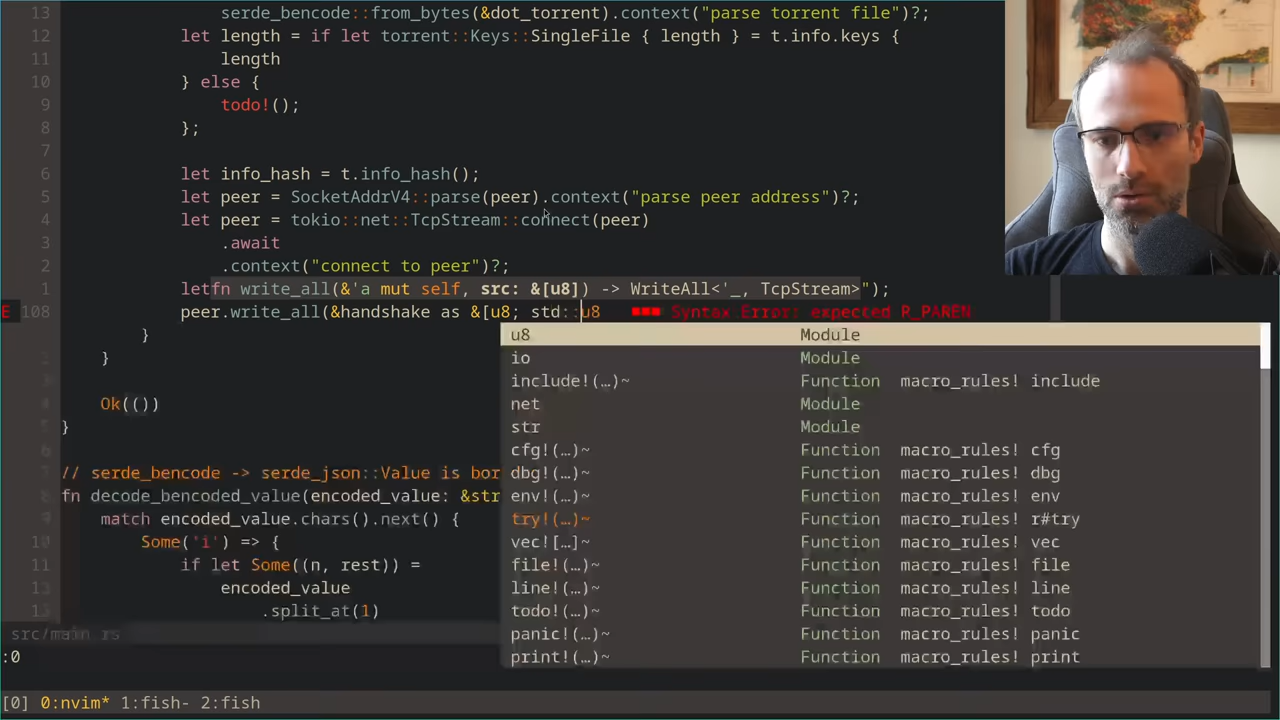 13 serde_bencode::from_bytes(&dot_torrent).context("parse torrent file")?;
12 let length = if let torrent::Keys::SingleFile { length } = t.info.keys {
11 length
10 } else {
9 todo!();
8 };
7
6 let info_hash = t.info_hash();
5 let peer = SocketAddrV4::parse(peer).context("parse peer address")?;
4 let peer = tokio::net::TcpStream::connect(peer)
3 .await
2 .context("connect to peer")?;
1 letfn write_all(&'a mut self, src: &[u8]) -> WriteAll<'_, TcpStream>");
E 108 peer.write_all(&handshake as &[u8; std::u8 ■■■ Syntax Error: expected R_PAREN
} u8 Module
} io Module
include!(…)~ Function macro_rules! include
Ok(()) net Module
} str Module
cfg!(…)~ Function macro_rules! cfg
// serde_bencode -> serde_json::Value is bor dbg!(…)~ Function macro_rules! dbg
8 fn decode_bencoded_value(encoded_value: &str env!(…)~ Function macro_rules! env
9 match encoded_value.chars().next() { try!(…)~ Function macro_rules! r#try
10 Some('i') => { vec![…]~ Function macro_rules! vec
11 if let Some((n, rest)) = file!(…)~ Function macro_rules! file
encoded_value line!(…)~ Function macro_rules! line
.split_at(1) todo!(…)~ Function macro_rules! todo
src/main rs panic!(…)~ Function macro_rules! panic
:0 print!(…)~ Function macro_rules! print
[0] 0:nvim* 1:fish- 2:fish